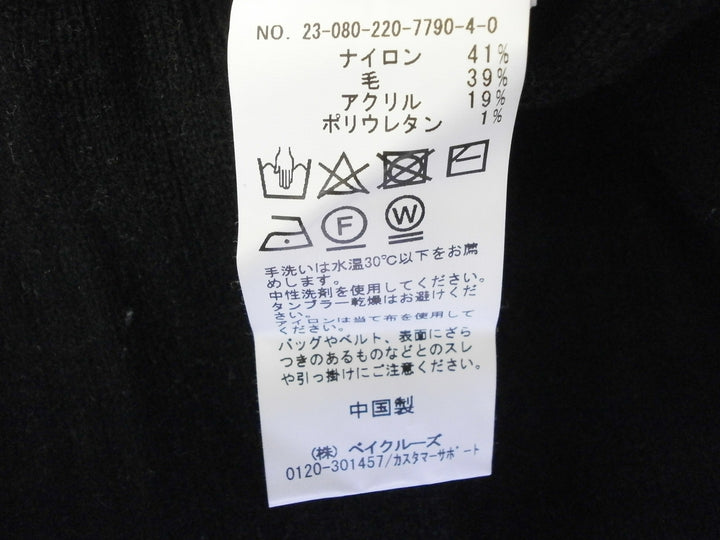 NO. 23-080-220-7790-4-0
ナイロン 41%
毛 39%
アクリル 19%
ポリウレタン 1%
F W
手洗いは水温30℃以下をお薦
めします。
中性洗剤を使用してください。
タンブラー乾燥はお避けくだ
さい。
アイロンは当て布を使用して
ください。
バッグやベルト、表面にざら
つきのあるものなどとのスレ
や引っ掛けにご注意ください。
中国製
(株) ベイクルーズ
0120-301457/カスタマーサポート